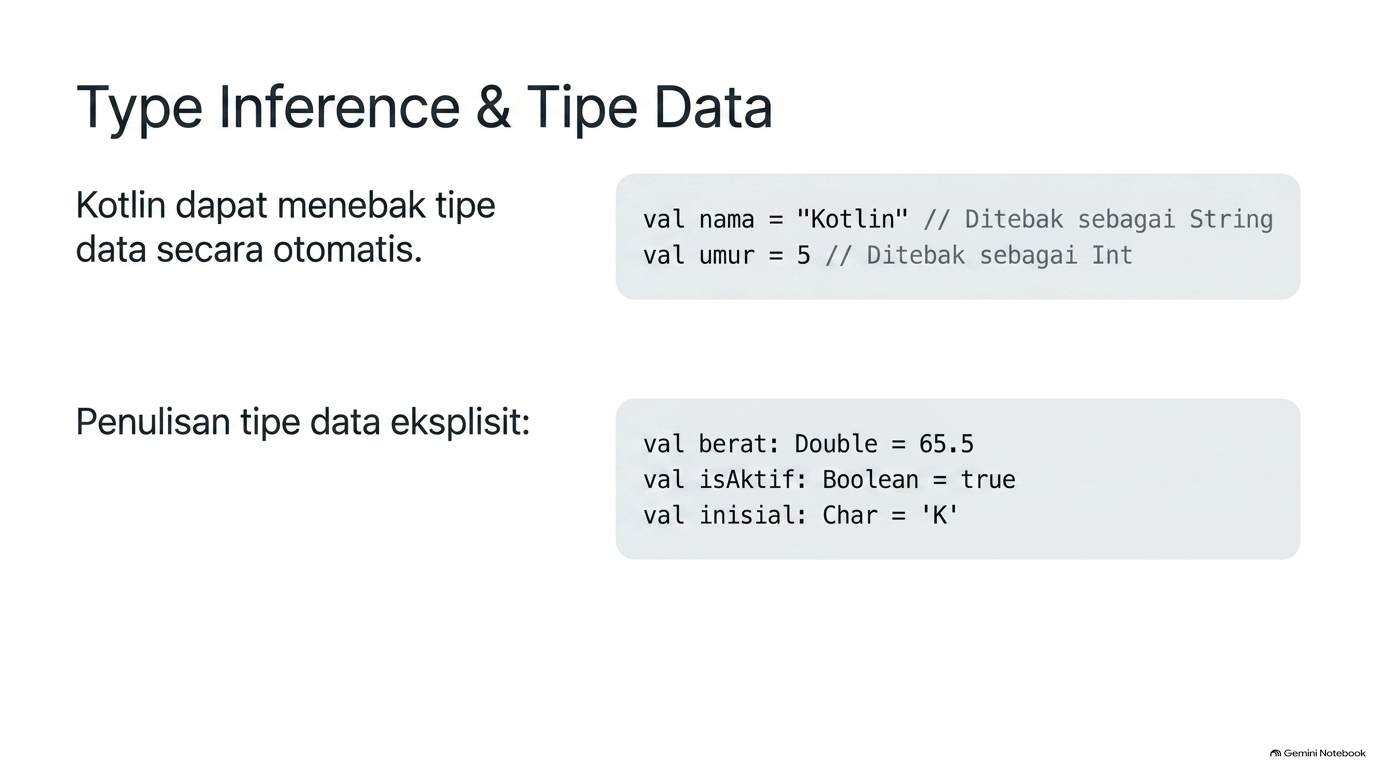 Type Inference & Tipe Data
Kotlin dapat menebak tipe
data secara otomatis.
val nama = "Kotlin" // Ditebak sebagai String
val umur = 5 // Ditebak sebagai Int
Penulisan tipe data eksplisit:
val berat: Double = 65.5
val isAktif: Boolean = true
val inisial: Char = 'K'
Gemini Notebook